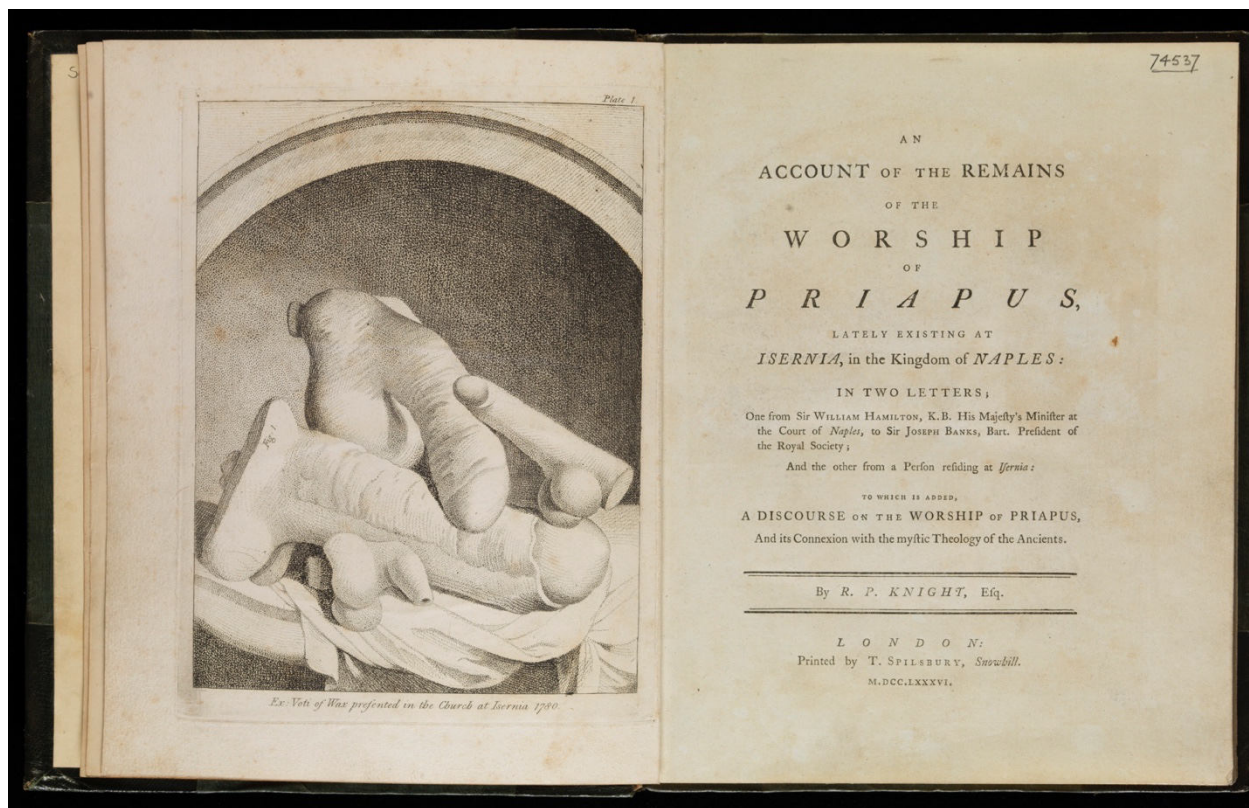 S
Plate 1.
Fig. 1
Ex-Voti of Wax preſented in the Church at Isernia 1780.
74537
AN
ACCOUNT OF THE REMAINS
OF THE
WORSHIP
OF
PRIAPUS,
LATELY EXISTING AT
ISERNIA, in the Kingdom of NAPLES:
IN TWO LETTERS;
One from Sir WILLIAM HAMILTON, K.B. His Majeſty's Miniſter at
the Court of Naples, to Sir JOSEPH BANKS, Bart. Preſident of
the Royal Society;
And the other from a Perſon reſiding at Iſernia:
TO WHICH IS ADDED,
A DISCOURSE ON THE WORSHIP OF PRIAPUS,
And its Connexion with the myſtic Theology of the Ancients.
By R. P. KNIGHT, Eſq.
LONDON:
Printed by T. SPILSBURY, Snowhill.
M.DCC.LXXXVI.